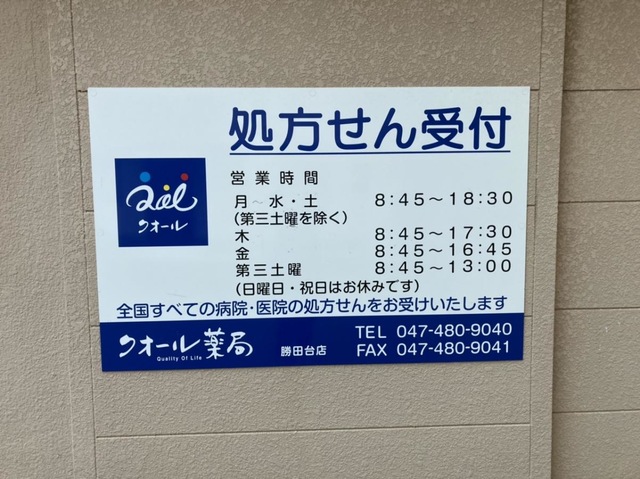 処方せん受付
Qol
クオール
営業時間
月～水・土 8:45～18:30
(第三土曜を除く)
木 8:45～17:30
金 8:45～16:45
第三土曜 8:45～13:00
(日曜日・祝日はお休みです)
全国すべての病院・医院の処方せんをお受けいたします
クオール薬局
Quality Of Life
勝田台店
TEL 047-480-9040
FAX 047-480-9041